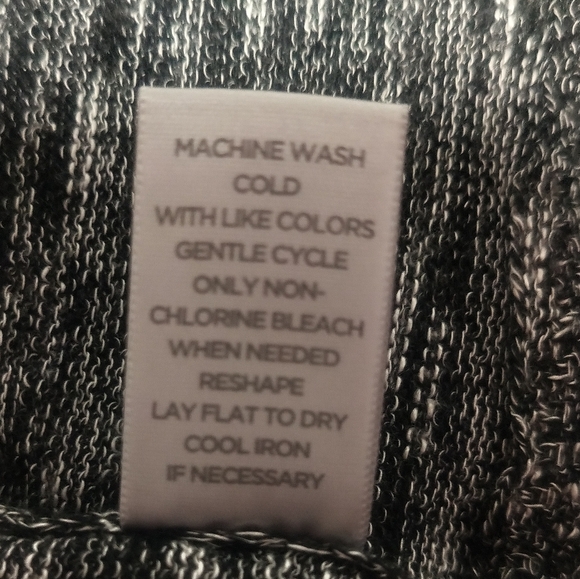 MACHINE WASH
COLD
WITH LIKE COLORS
GENTLE CYCLE
ONLY NON-
CHLORINE BLEACH
WHEN NEEDED
RESHAPE
LAY FLAT TO DRY
COOL IRON
IF NECESSARY